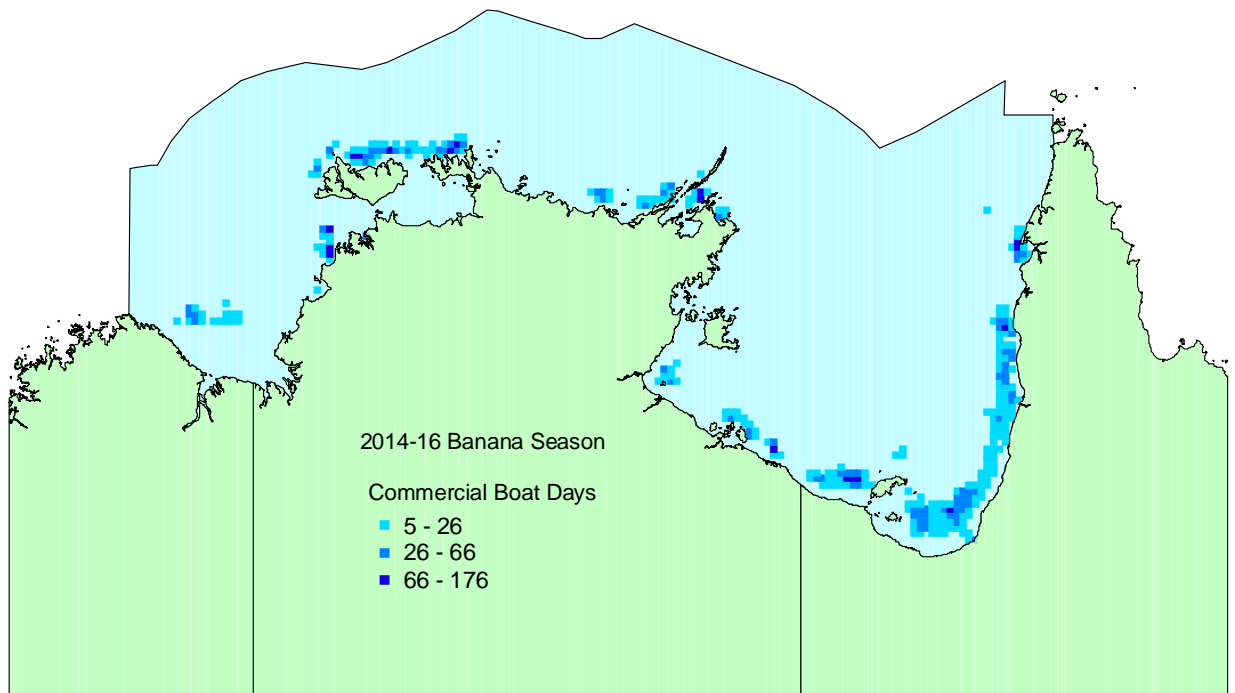 2014-16 Banana Season
Commercial Boat Days
5 - 26
26 - 66
66 - 176